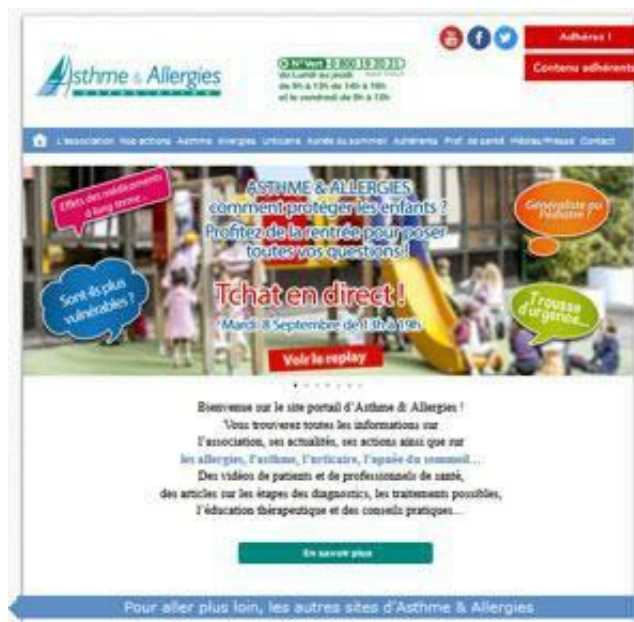 Asthme & Allergies
ASSOCIATION
N°Vert 0 800 19 20 21
du Lundi au jeudi
de 9h à 13h de 14h à 18h
et le vendredi de 9h à 13h
Adhérez !
Contenu adhérents
L'association Nos actions Asthme Allergies Urticaire Apnée du sommeil Adhérents Prof. de santé Médias/Presse Contact
Effets des médicaments
à long terme...
ASTHME & ALLERGIES
comment protéger les enfants ?
Profitez de la rentrée pour poser
toutes vos questions !
Généraliste ou
Pédiatre ?
Sont-ils plus
vulnérables ?
Tchat en direct !
Mardi 8 Septembre de 13h à 19h
Trousse
d'urgence...
Voir le replay
Bienvenue sur le site portail d'Asthme & Allergies !
Vous trouverez toutes les informations sur
l'association, ses actualités, ses actions ainsi que sur
les allergies, l'asthme, l'urticaire, l'apnée du sommeil...
Des vidéos de patients et de professionnels de santé,
des articles sur les étapes des diagnostics, les traitements possibles,
l'éducation thérapeutique et des conseils pratiques...
En savoir plus
Pour aller plus loin, les autres sites d'Asthme & Allergies